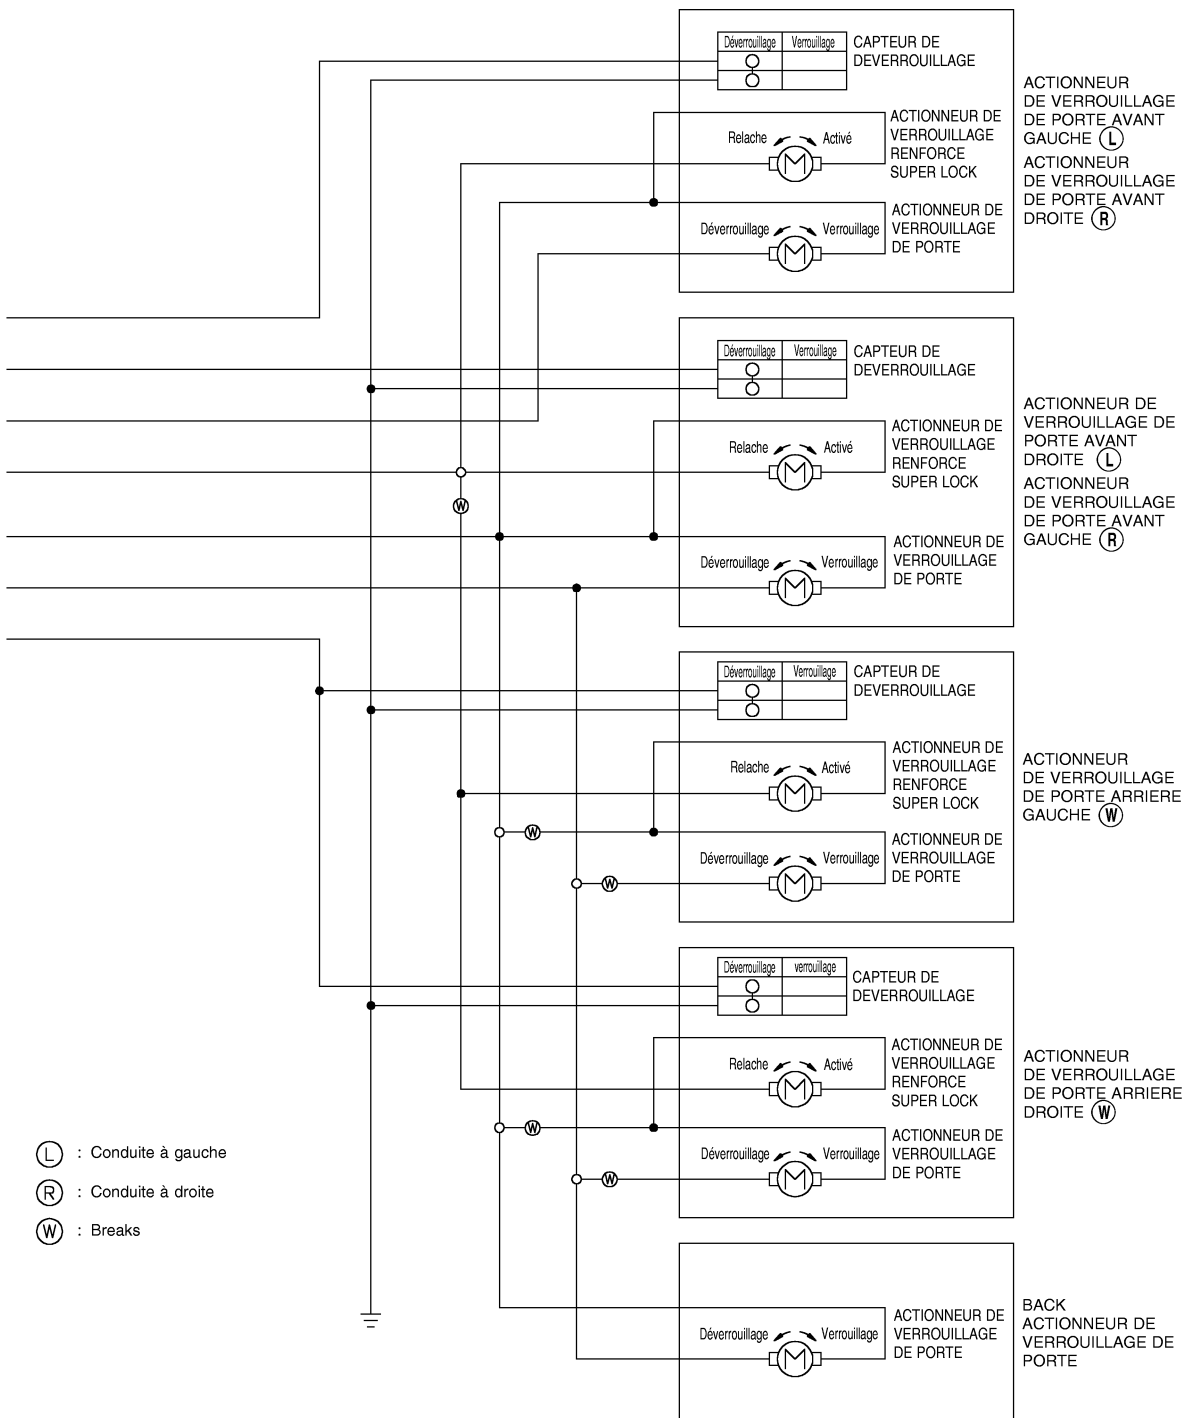 Déverrouillage Verrouillage
CAPTEUR DE
DEVERROUILLAGE
ACTIONNEUR DE
VERROUILLAGE
RENFORCE
SUPER LOCK
Relache Activé
M
ACTIONNEUR DE
VERROUILLAGE
DE PORTE
Déverrouillage Verrouillage
M
ACTIONNEUR
DE VERROUILLAGE
DE PORTE AVANT
GAUCHE L
ACTIONNEUR
DE VERROUILLAGE
DE PORTE AVANT
DROITE R
Déverrouillage Verrouillage
CAPTEUR DE
DEVERROUILLAGE
ACTIONNEUR DE
VERROUILLAGE
RENFORCE
SUPER LOCK
Relache Activé
M
W
ACTIONNEUR DE
VERROUILLAGE
DE PORTE
Déverrouillage Verrouillage
M
ACTIONNEUR DE
VERROUILLAGE DE
PORTE AVANT
DROITE L
ACTIONNEUR
DE VERROUILLAGE
DE PORTE AVANT
GAUCHE R
Déverrouillage Verrouillage
CAPTEUR DE
DEVERROUILLAGE
ACTIONNEUR DE
VERROUILLAGE
RENFORCE
SUPER LOCK
Relache Activé
M
W
ACTIONNEUR DE
VERROUILLAGE
DE PORTE
Déverrouillage Verrouillage
W M
ACTIONNEUR
DE VERROUILLAGE
DE PORTE ARRIERE
GAUCHE W
Déverrouillage verrouillage
CAPTEUR DE
DEVERROUILLAGE
ACTIONNEUR DE
VERROUILLAGE
RENFORCE
SUPER LOCK
Relache Activé
M
W
ACTIONNEUR DE
VERROUILLAGE
DE PORTE
Déverrouillage Verrouillage
W M
ACTIONNEUR
DE VERROUILLAGE
DE PORTE ARRIERE
DROITE W
L : Conduite à gauche
R : Conduite à droite
W : Breaks
ACTIONNEUR DE
VERROUILLAGE
DE PORTE
Déverrouillage Verrouillage
M
BACK
ACTIONNEUR DE
VERROUILLAGE DE
PORTE